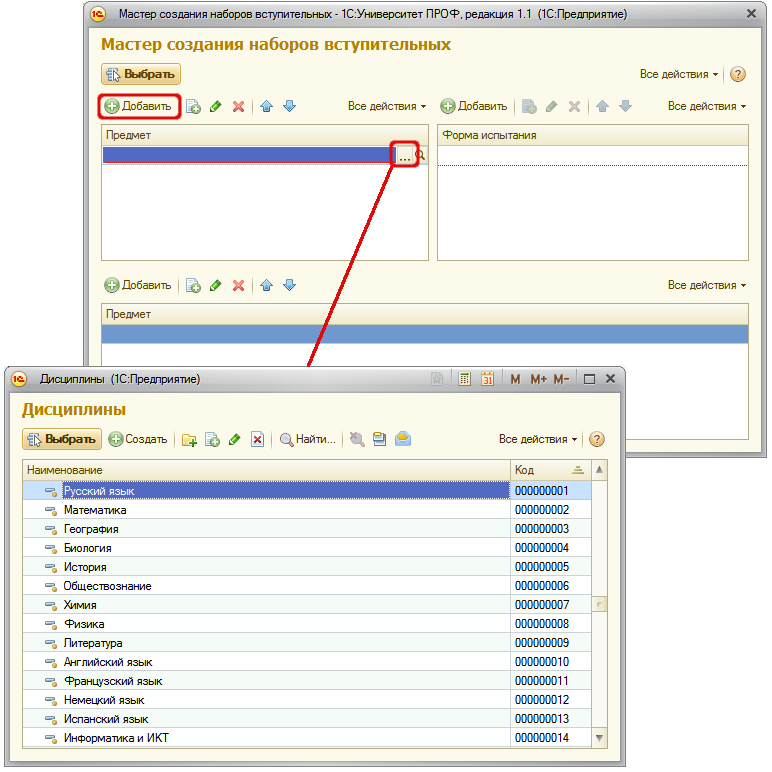 Мастер создания наборов вступительных - 1С:Университет ПРОФ, редакция 1.1 (1С:Предприятие)
Мастер создания наборов вступительных
Выбрать Все действия ?
Добавить Все действия Добавить Все действия
Предмет Форма испытания
...
Добавить Все действия
Предмет
Дисциплины (1С:Предприятие) 31 M M+ M-
Дисциплины
Выбрать Создать Найти... Все действия ?
Наименование Код
Русский язык 000000001
Математика 000000002
География 000000003
Биология 000000004
История 000000005
Обществознание 000000006
Химия 000000007
Физика 000000008
Литература 000000009
Английский язык 000000010
Французский язык 000000011
Немецкий язык 000000012
Испанский язык 000000013
Информатика и ИКТ 000000014